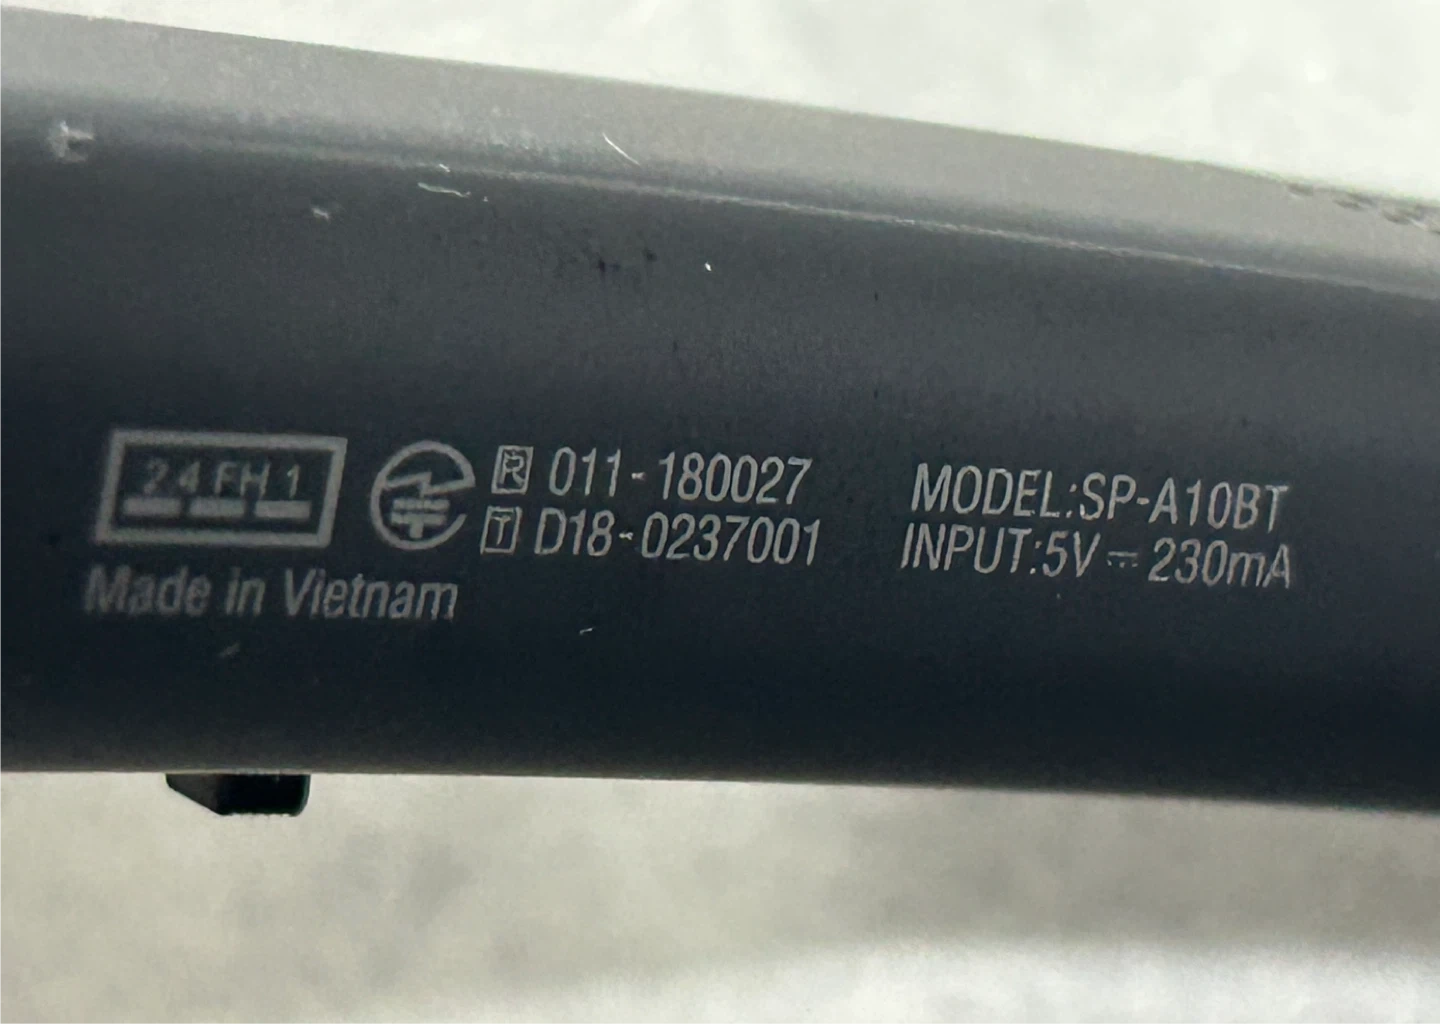 2.4 FH 1
R 011-180027
T D18-0237001
Made in Vietnam
MODEL:SP-A10BT
INPUT:5V⎓230mA